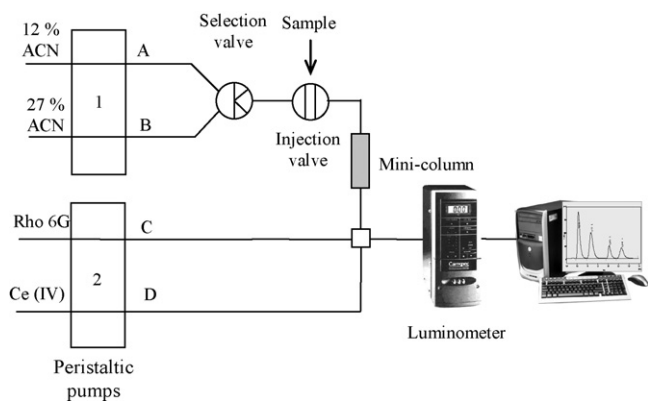 12 %
ACN
A
Selection
valve
Sample
1
27 %
ACN
B
Injection
valve
Mini-column
Rho 6G
C
2
Ce (IV)
D
Luminometer
Peristaltic
pumps